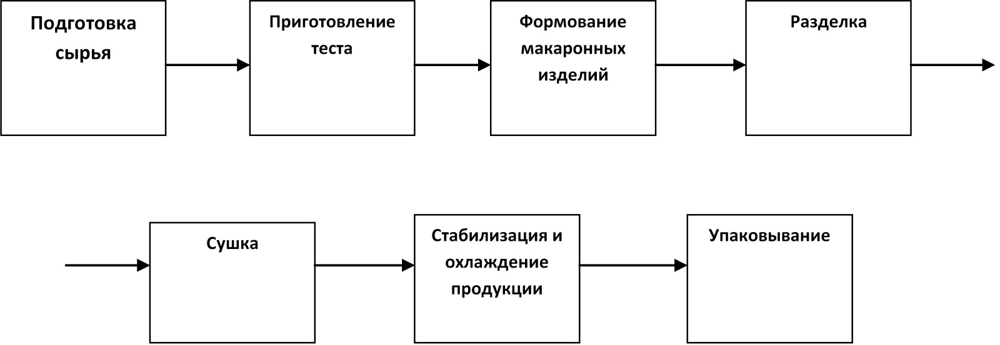 Подготовка
сырья
Приготовление
теста
Формование
макаронных
изделий
Разделка
Сушка
Стабилизация и
охлаждение
продукции
Упаковывание